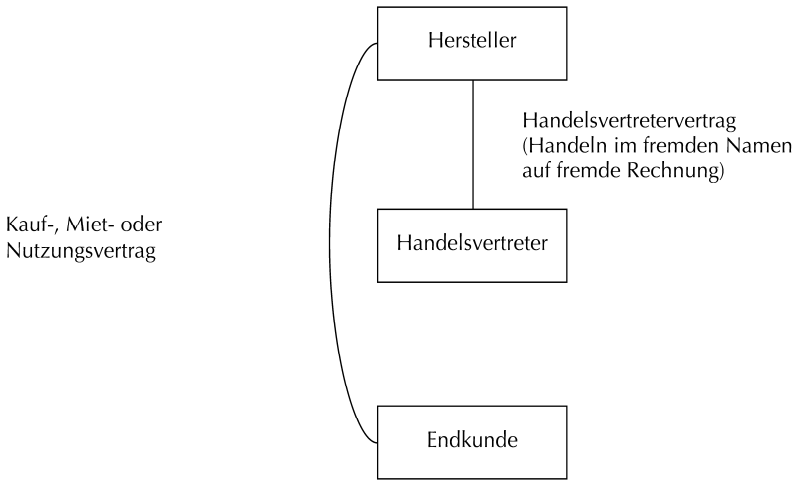 Hersteller
Handelsvertretervertrag
(Handeln im fremden Namen
auf fremde Rechnung)
Kauf-, Miet- oder
Nutzungsvertrag
Handelsvertreter
Endkunde